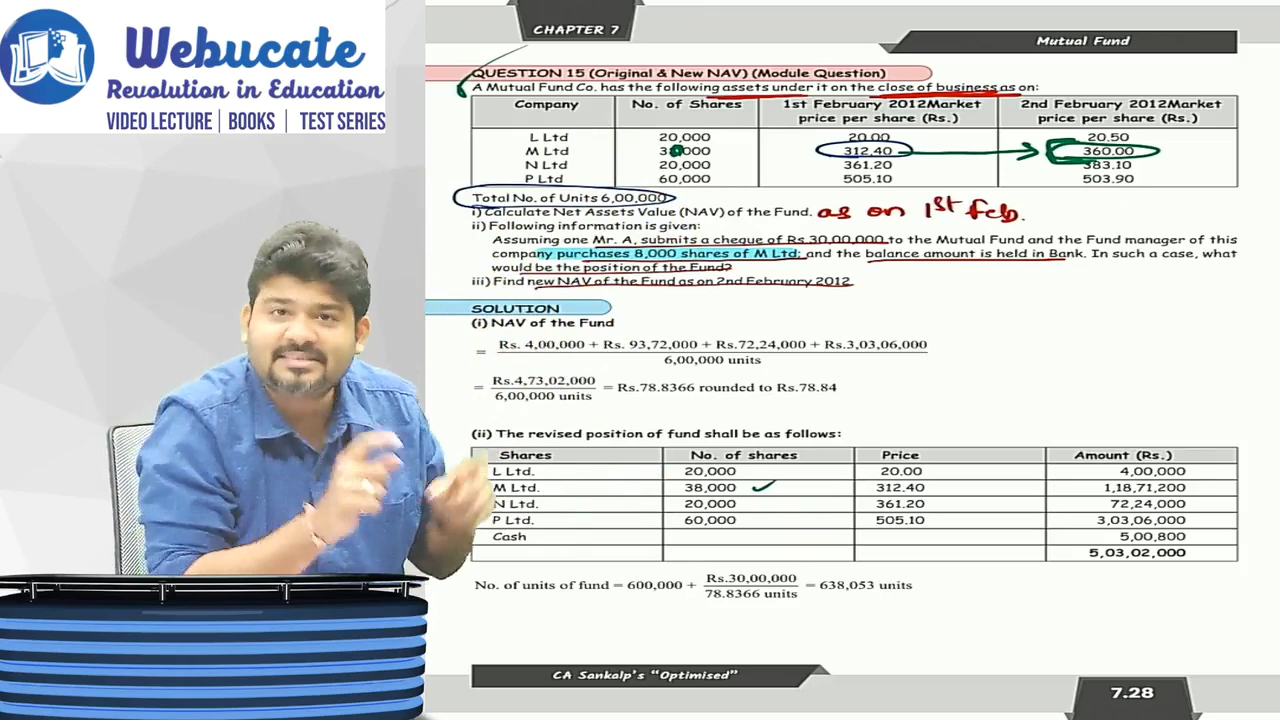 Webucate
Revolution in Education
VIDEO LECTURE | BOOKS | TEST SERIES
CHAPTER 7
Mutual Fund
QUESTION 15 (Original & New NAV) (Module Question)
A Mutual Fund Co. has the following assets under it on the close of business as on:
Company No. of Shares 1st February 2012Market price per share (Rs.) 2nd February 2012Market price per share (Rs.)
L Ltd 20,000 20.00 20.50
M Ltd 312.40 360.00
N Ltd 20,000 361.20 383.10
P Ltd 60,000 505.10 503.90
Total No. of Units 6,00,000
i) Calculate Net Assets Value (NAV) of the Fund. as on 1st Feb.
ii) Following information is given:
Assuming one Mr. A, submits a cheque of Rs.30,00,000 to the Mutual Fund and the Fund manager of this
company purchases 8,000 shares of M Ltd; and the balance amount is held in Bank. In such a case, what
would be the position of the Fund?
iii) Find new NAV of the Fund as on 2nd February 2012
SOLUTION
(i) NAV of the Fund
= Rs. 4,00,000 + Rs. 93,72,000 + Rs.72,24,000 + Rs.3,03,06,000
6,00,000 units
= Rs.4,73,02,000
6,00,000 units
= Rs.78.8366 rounded to Rs.78.84
(ii) The revised position of fund shall be as follows:
Shares No. of shares Price Amount (Rs.)
L Ltd. 20,000 20.00 4,00,000
M Ltd. 38,000 ✓ 312.40 1,18,71,200
N Ltd. 20,000 361.20 72,24,000
P Ltd. 60,000 505.10 3,03,06,000
Cash 5,00,800
5,03,02,000
No. of units of fund = 600,000 + Rs.30,00,000
78.8366 units
= 638,053 units
CA Sankalp's "Optimised"
7.28